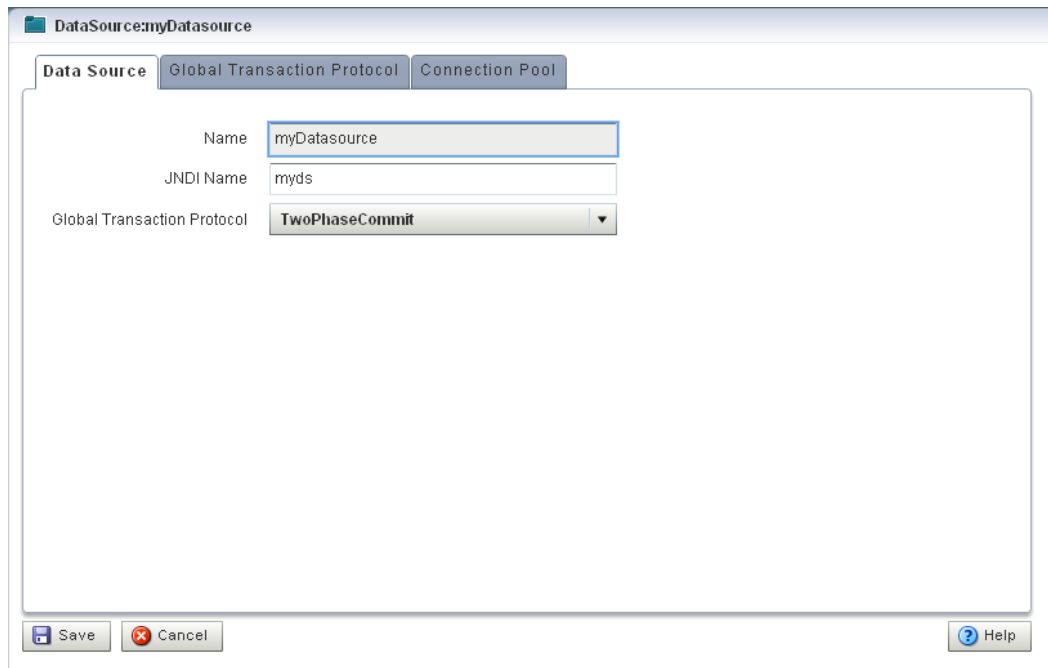 DataSource:myDatasource
Data Source Global Transaction Protocol Connection Pool
Name myDatasource
JNDI Name myds
Global Transaction Protocol TwoPhaseCommit
Save Cancel Help